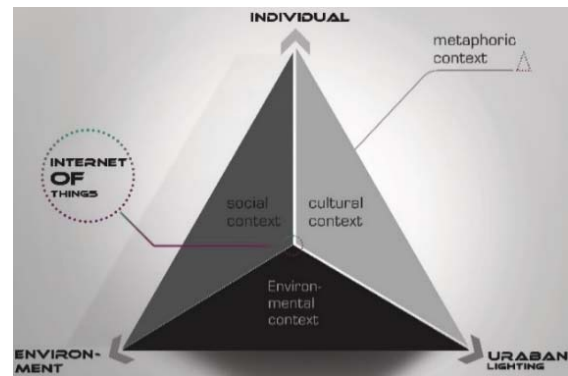 INDIVIDUAL
metaphoric
context
INTERNET
OF
THINGS
social
context
cultural
context
Environ-
mental
context
ENVIRON-
MENT
URABAN
LIGHTING